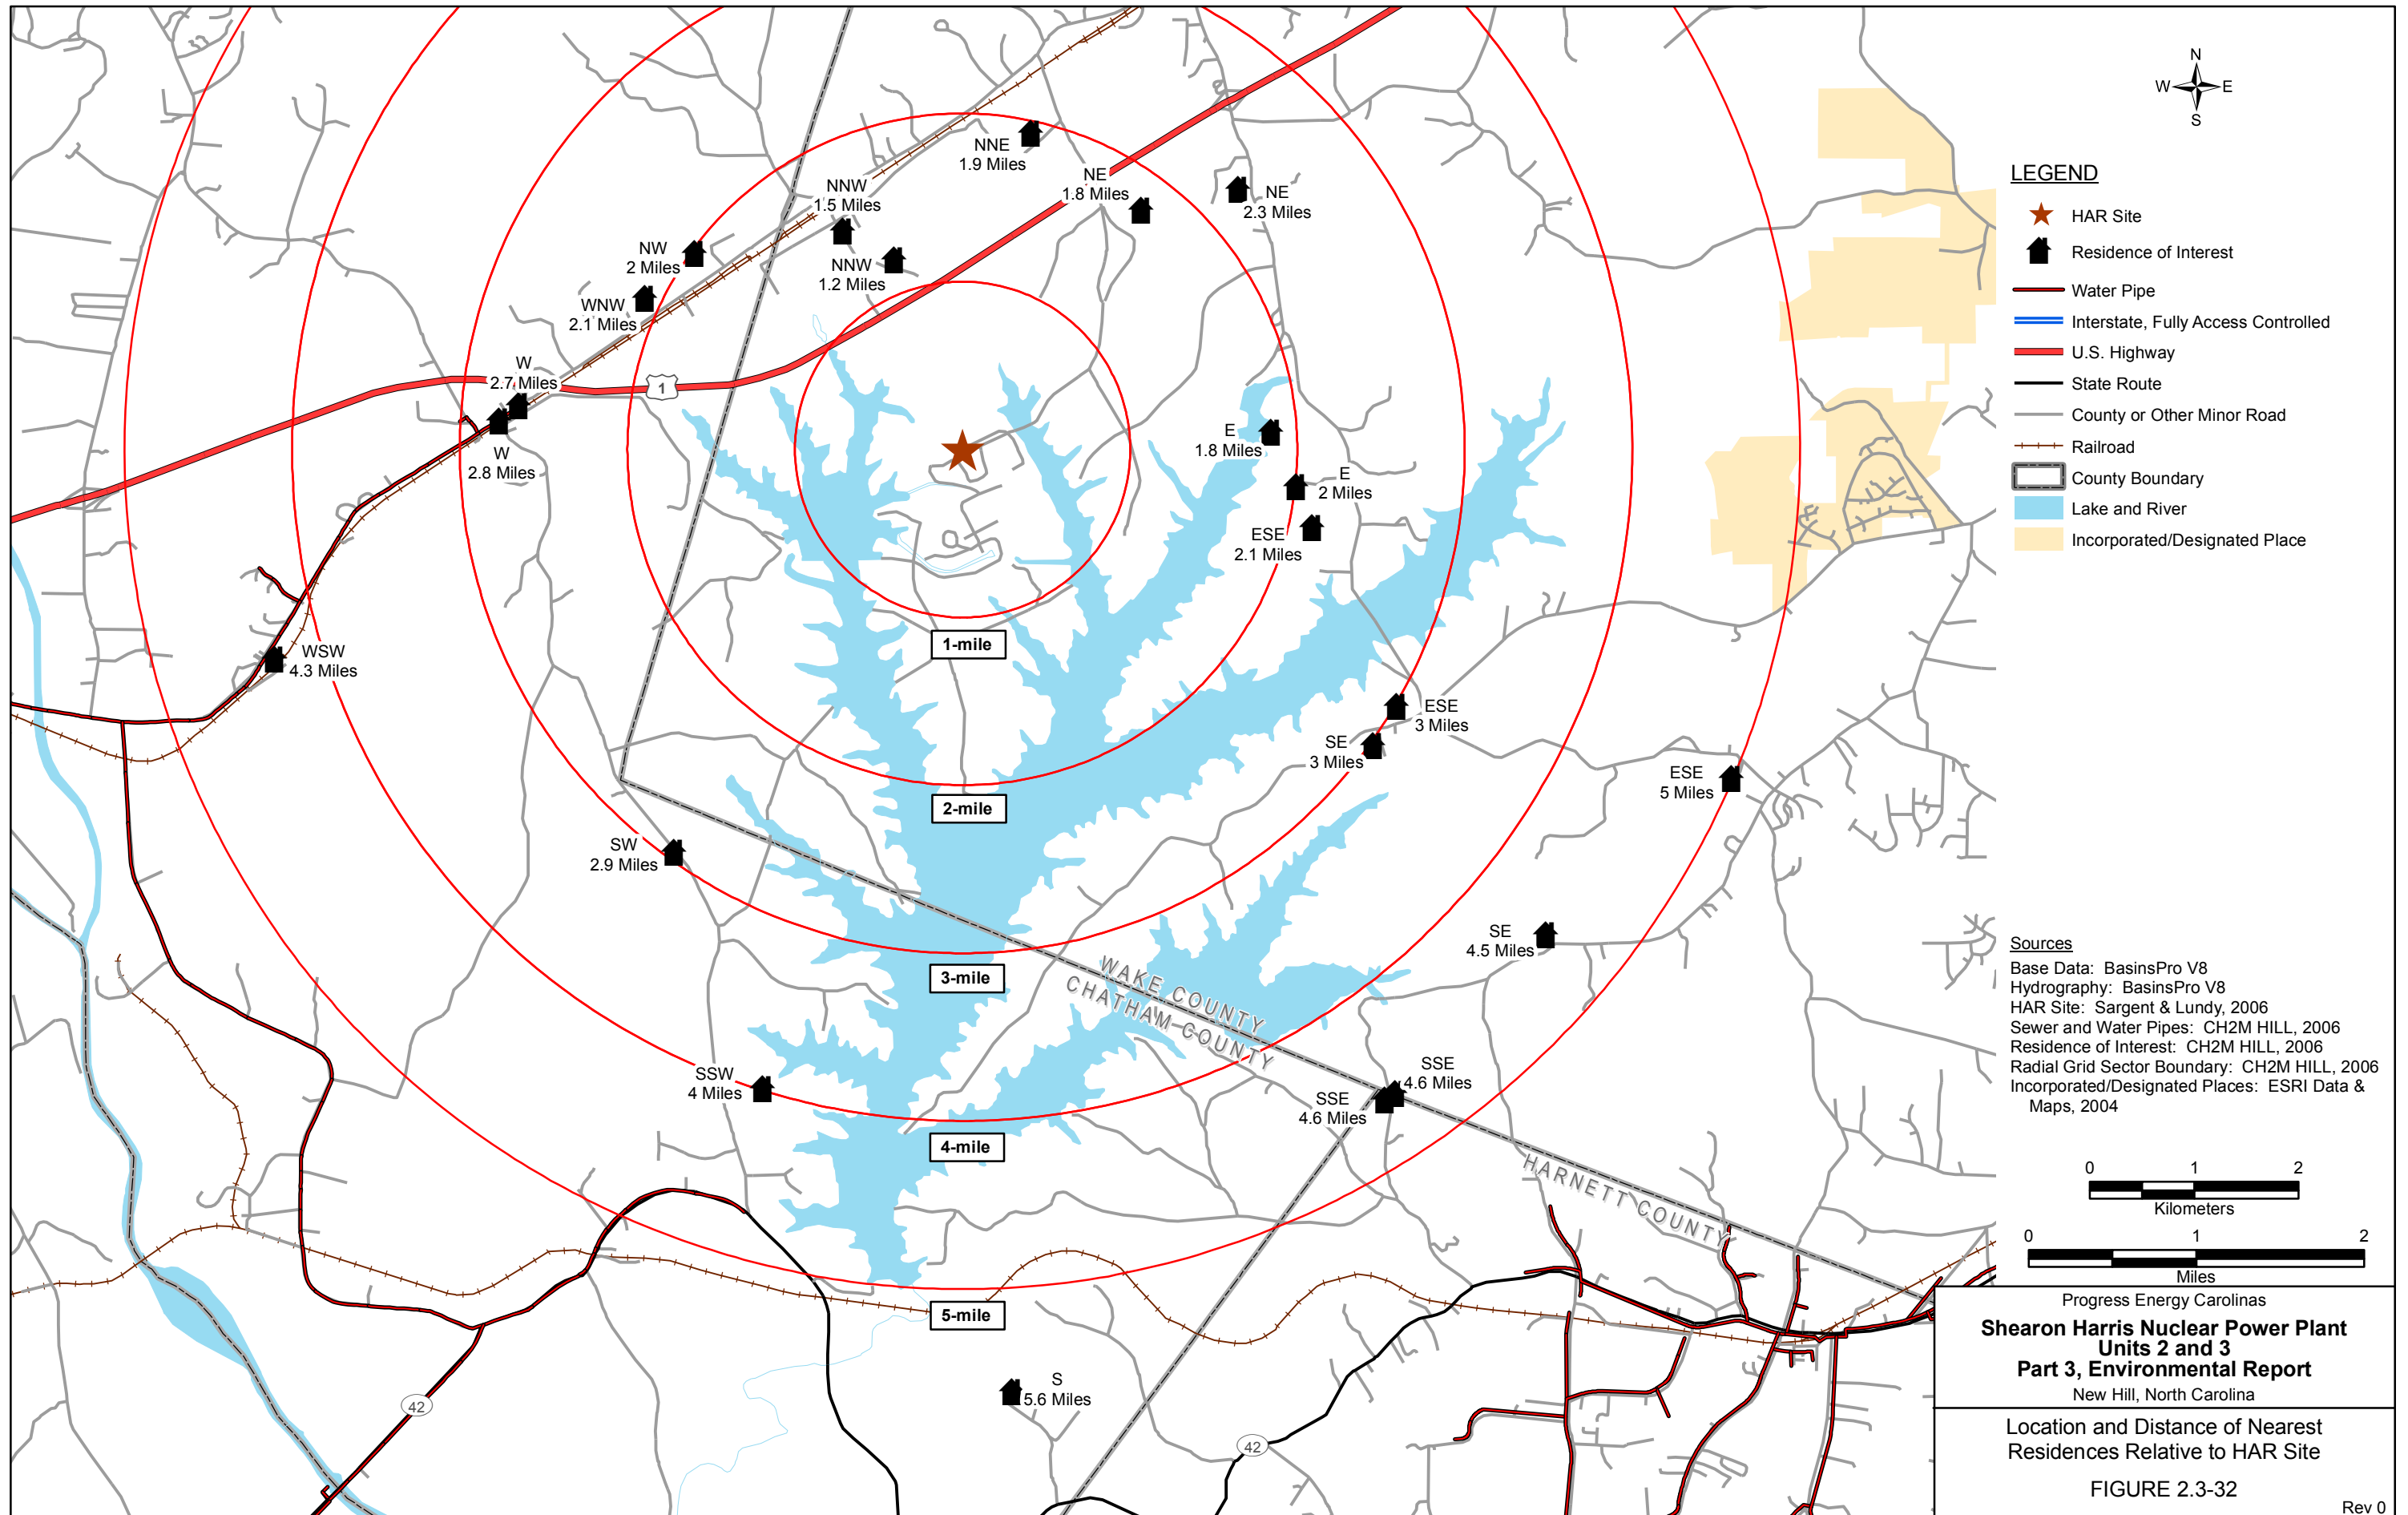 NNE
1.9 Miles
NE
1.8 Miles
NE
2.3 Miles
NNW
1.5 Miles
NNW
1.2 Miles
NW
2 Miles
WNW
2.1 Miles
W
2.7 Miles
1
W
2.8 Miles
E
1.8 Miles
E
2 Miles
ESE
2.1 Miles
1-mile
WSW
4.3 Miles
ESE
3 Miles
SE
3 Miles
ESE
5 Miles
2-mile
SW
2.9 Miles
SE
4.5 Miles
3-mile
WAKE COUNTY
CHATHAM COUNTY
SSW
4 Miles
SSE
4.6 Miles
SSE
4.6 Miles
4-mile
HARNETT COUNTY
5-mile
S
5.6 Miles
42
42
N
W E
S
LEGEND
HAR Site
Residence of Interest
Water Pipe
Interstate, Fully Access Controlled
U.S. Highway
State Route
County or Other Minor Road
Railroad
County Boundary
Lake and River
Incorporated/Designated Place
Sources
Base Data: BasinsPro V8
Hydrography: BasinsPro V8
HAR Site: Sargent & Lundy, 2006
Sewer and Water Pipes: CH2M HILL, 2006
Residence of Interest: CH2M HILL, 2006
Radial Grid Sector Boundary: CH2M HILL, 2006
Incorporated/Designated Places: ESRI Data &
Maps, 2004
0 1 2
Kilometers
0 1 2
Miles
Progress Energy Carolinas
Shearon Harris Nuclear Power Plant
Units 2 and 3
Part 3, Environmental Report
New Hill, North Carolina
Location and Distance of Nearest
Residences Relative to HAR Site
FIGURE 2.3-32
Rev 0